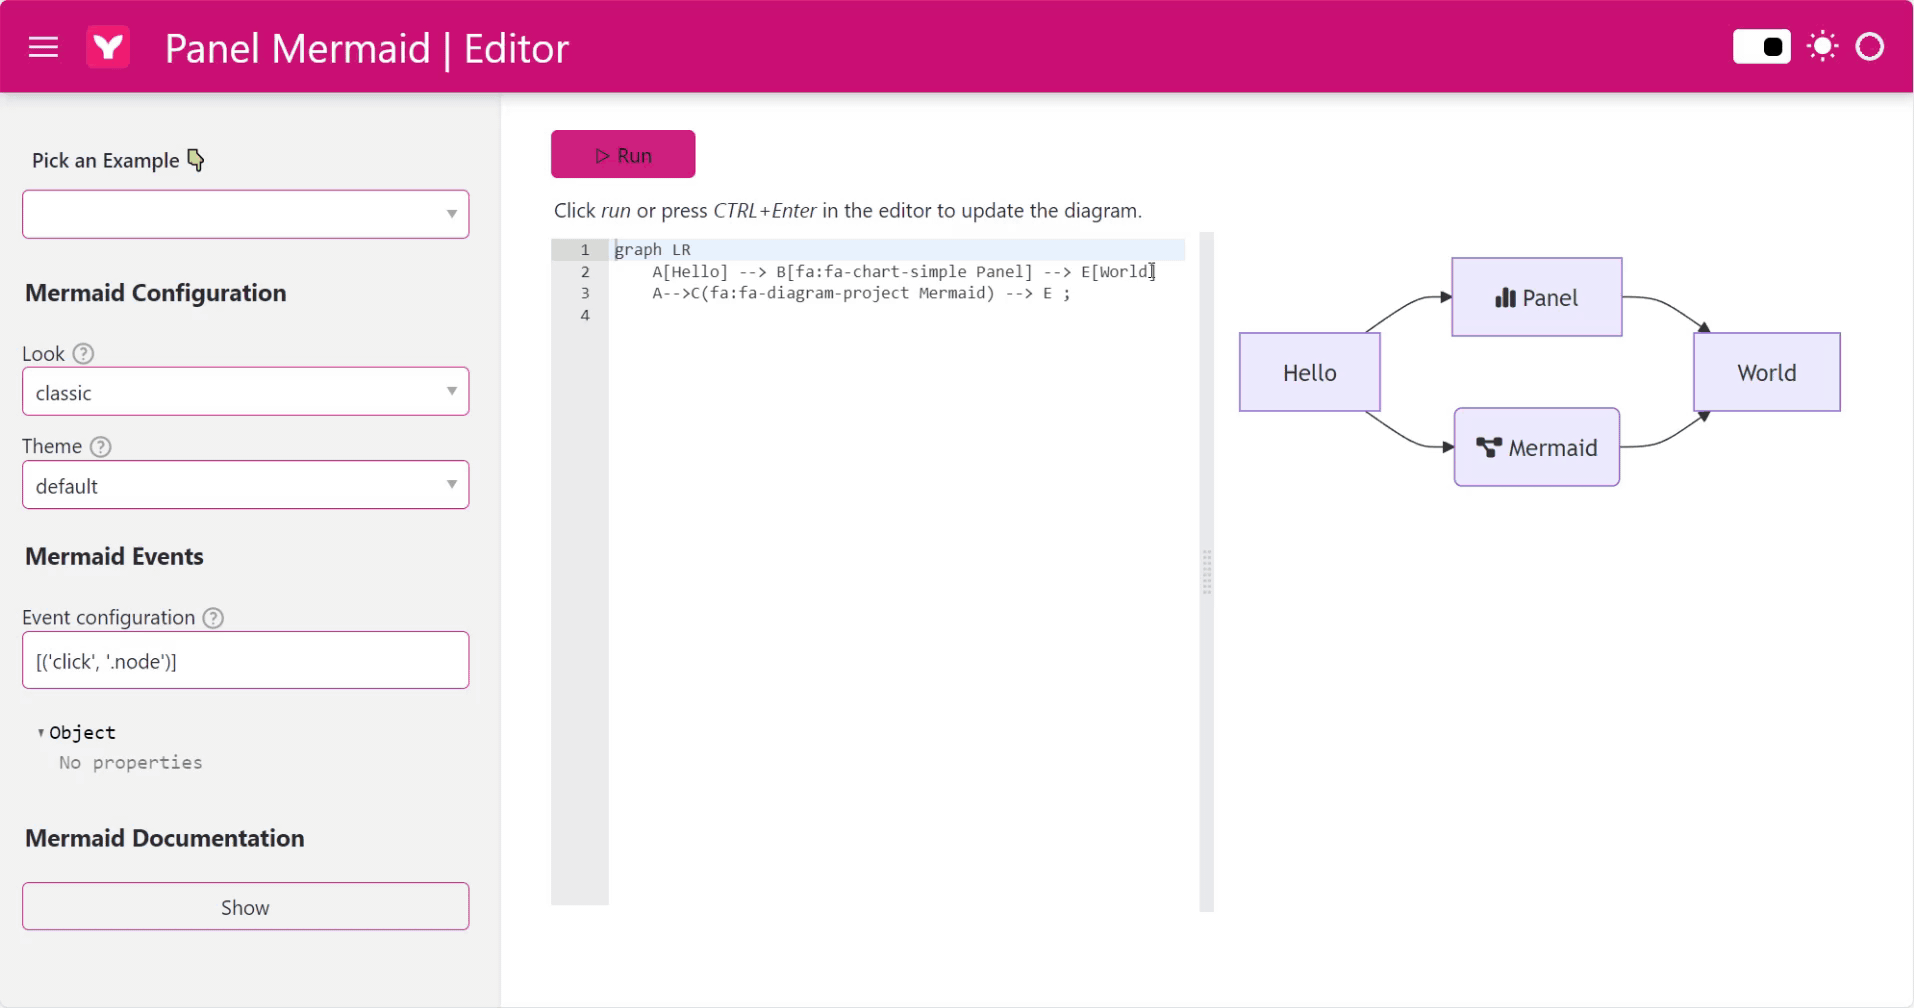 Panel Mermaid | Editor
Pick an Example
Mermaid Configuration
Look ?
classic
Theme ?
default
Mermaid Events
Event configuration ?
[('click', '.node')]
Object
No properties
Mermaid Documentation
Show
Run
Click run or press CTRL+Enter in the editor to update the diagram.
1 graph LR
2 A[Hello] --> B[fa:fa-chart-simple Panel] --> E[World]
3 A-->C(fa:fa-diagram-project Mermaid) --> E ;
4
Panel
Hello
World
Mermaid